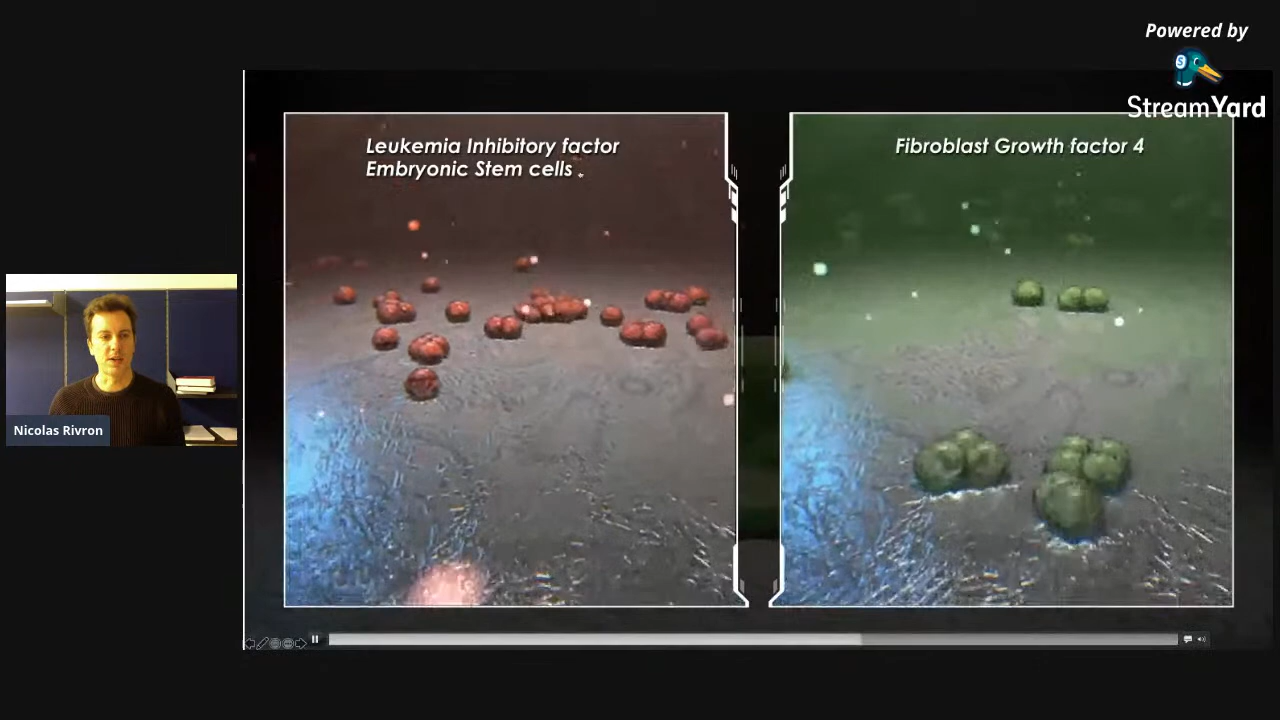 Powered by
StreamYard
Leukemia Inhibitory factor
Embryonic Stem cells
Fibroblast Growth factor 4
Nicolas Rivron